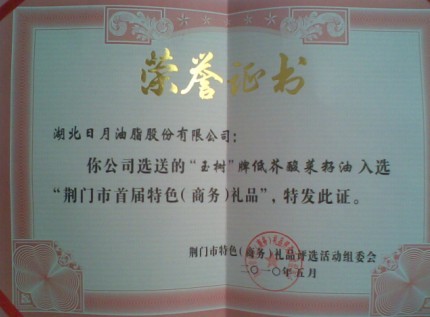 荣誉证书
湖北日月油脂股份有限公司：
你公司选送的“玉树”牌低芥酸菜籽油入选
“荆门市首届特色（商务）礼品”，特发此证。
荆门市特色（商务）礼品评选活动组委会
二〇一〇年五月